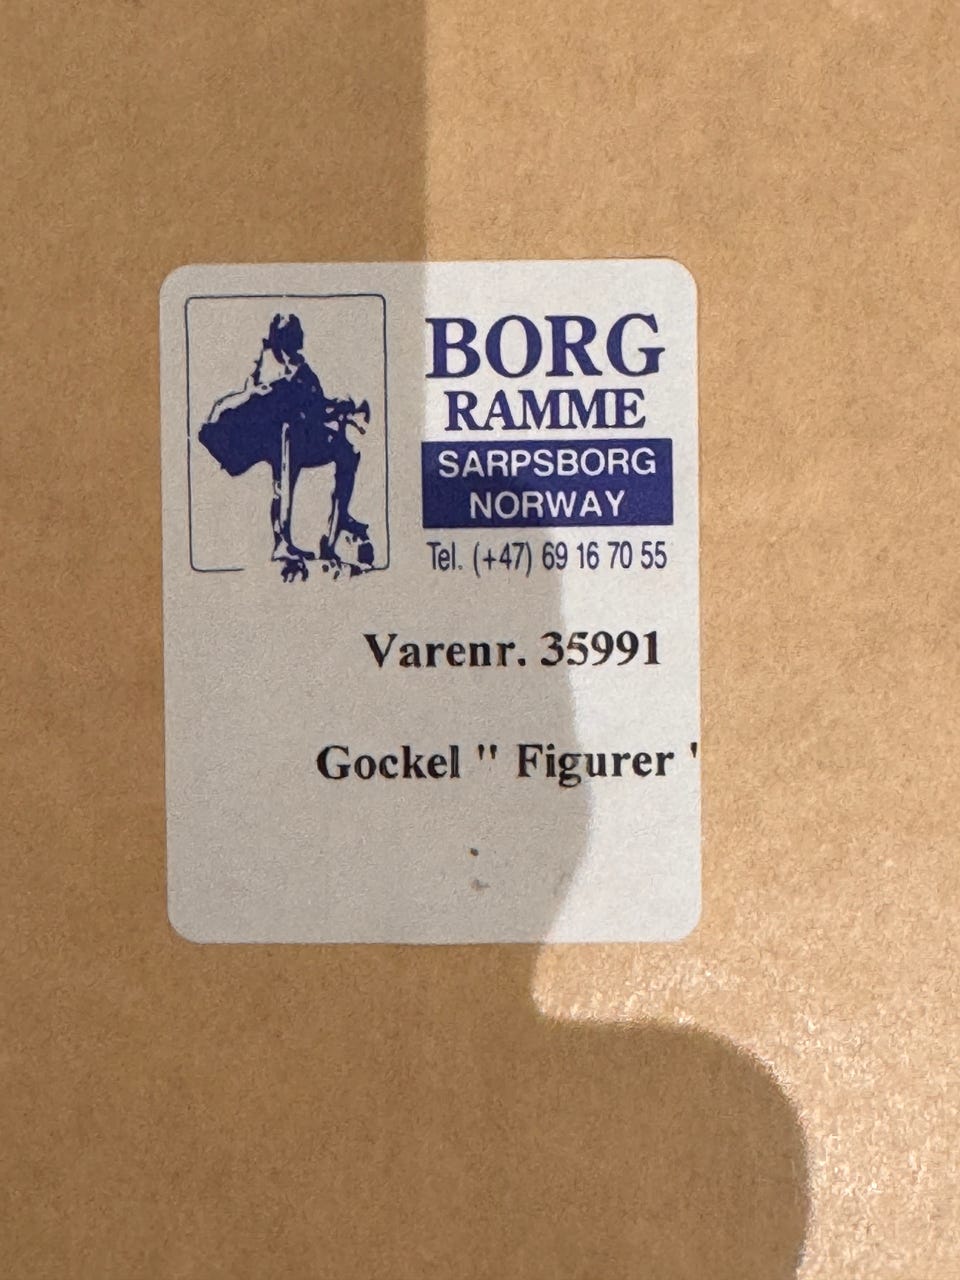 BORG
RAMME
SARPSBORG
NORWAY
Tel. (+47) 69 16 70 55
Varenr. 35991
Gockel " Figurer '